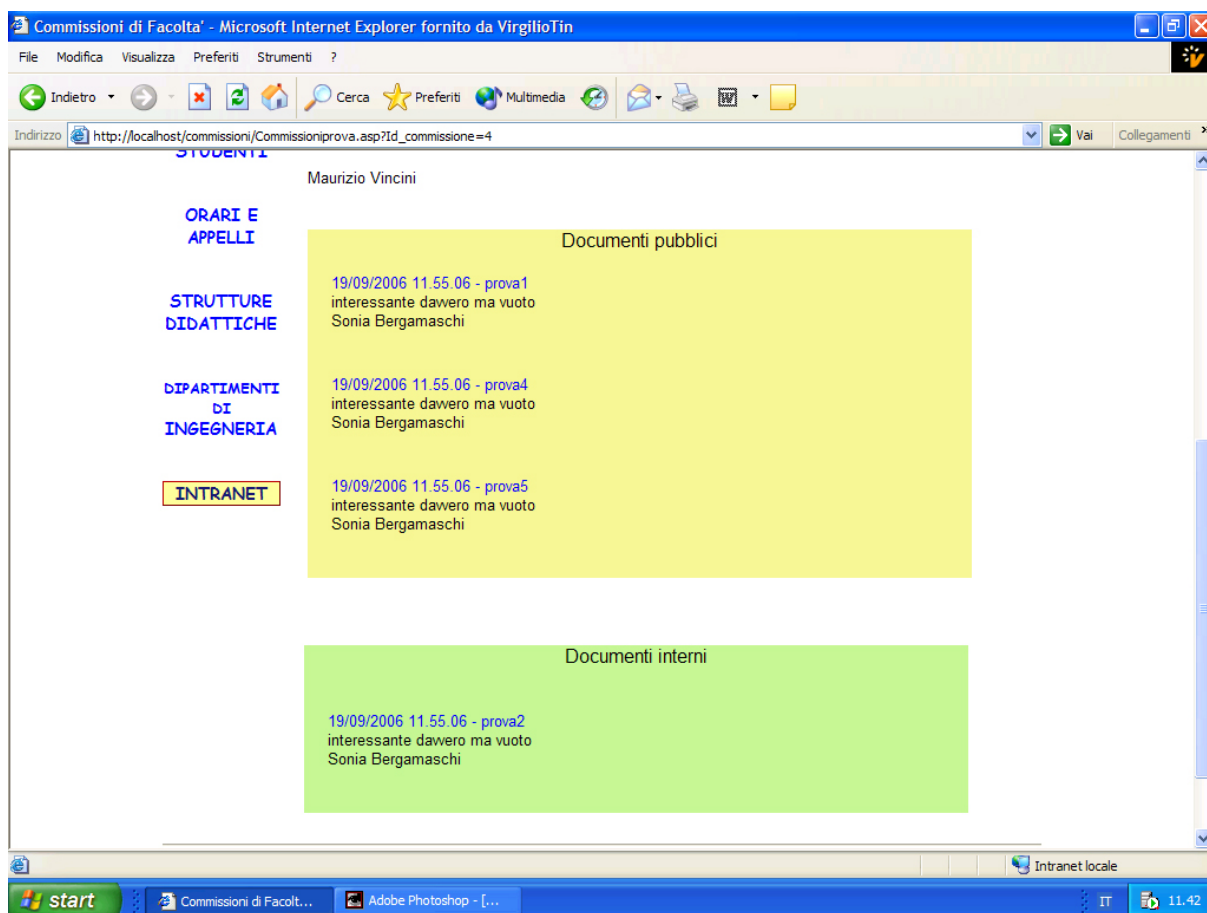 Commissioni di Facolta' - Microsoft Internet Explorer fornito da VirgilioTin
File Modifica Visualizza Preferiti Strumenti ?
Indietro Cerca Preferiti Multimedia
Indirizzo http://localhost/commissioni/Commissioniprova.asp?Id_commissione=4 Vai Collegamenti »
STUDENTI
Maurizio Vincini
ORARI E
APPELLI
STRUTTURE
DIDATTICHE
DIPARTIMENTI
DI
INGEGNERIA
INTRANET
Documenti pubblici
19/09/2006 11.55.06 - prova1
interessante davvero ma vuoto
Sonia Bergamaschi
19/09/2006 11.55.06 - prova4
interessante davvero ma vuoto
Sonia Bergamaschi
19/09/2006 11.55.06 - prova5
interessante davvero ma vuoto
Sonia Bergamaschi
Documenti interni
19/09/2006 11.55.06 - prova2
interessante davvero ma vuoto
Sonia Bergamaschi
Intranet locale
start Commissioni di Facolt... Adobe Photoshop - [... IT 11.42